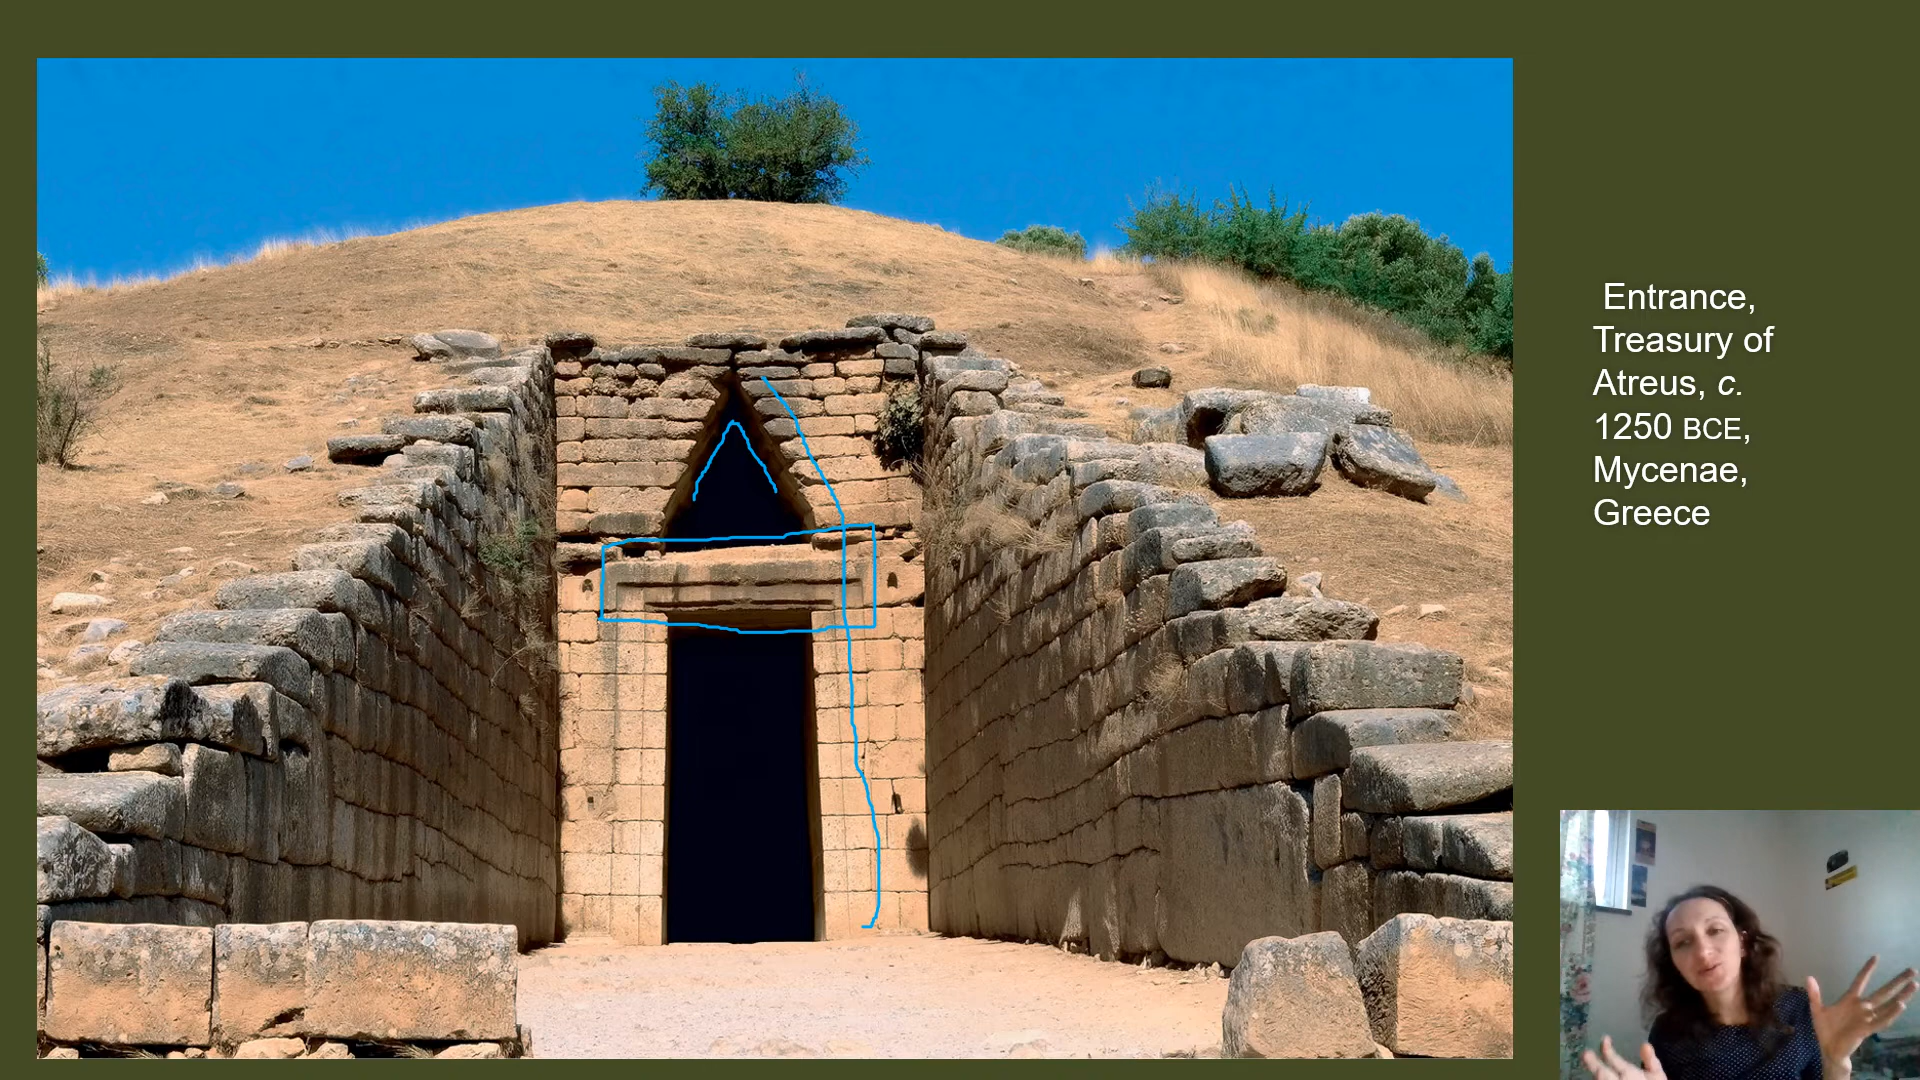 Entrance,
Treasury of
Atreus, c.
1250 BCE,
Mycenae,
Greece